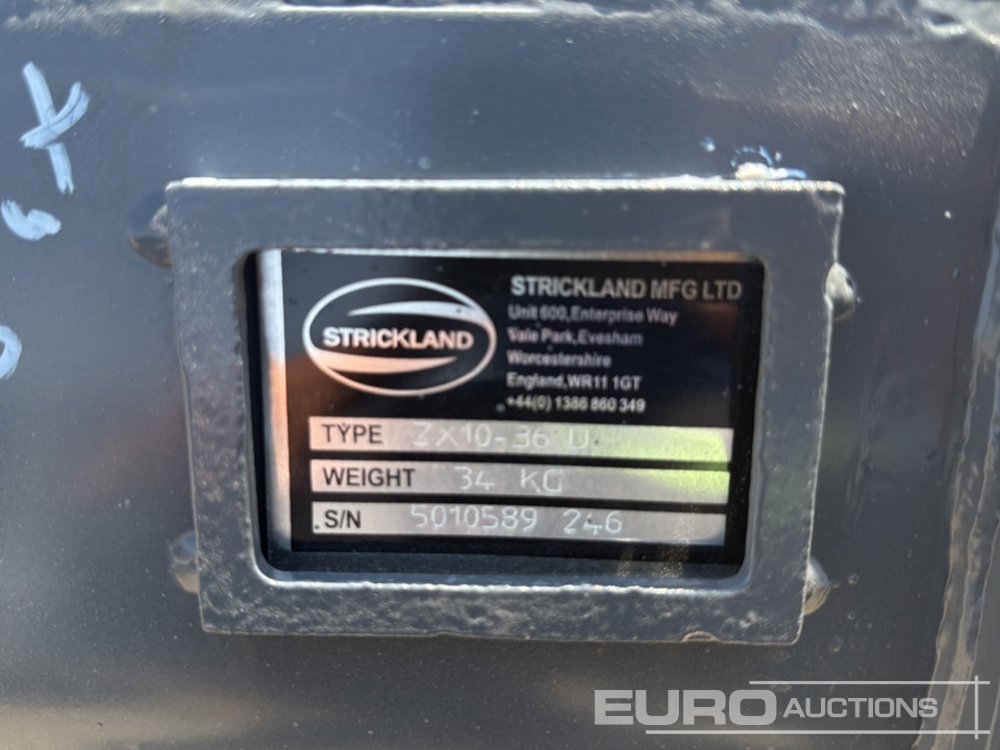 STRICKLAND
STRICKLAND MFG LTD
Unit 600, Enterprise Way
Vale Park, Evesham
Worcestershire
England, WR11 1GT
+44(0) 1386 860 349
TYPE ZX10-36 U
WEIGHT 34 KG
S/N 5010589 246
EURO AUCTIONS